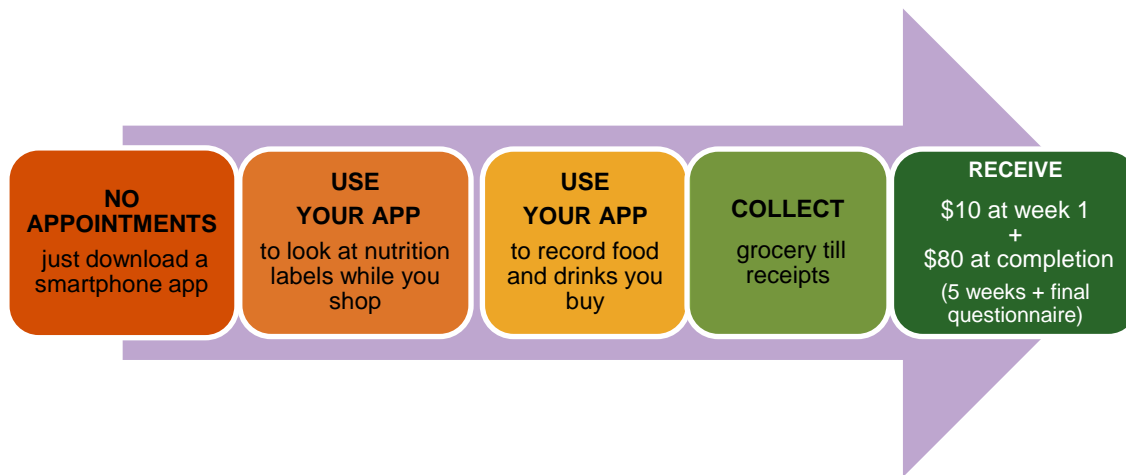 NO
APPOINTMENTS
just download a
smartphone app
USE
YOUR APP
to look at nutrition
labels while you
shop
USE
YOUR APP
to record food
and drinks you
buy
COLLECT
grocery till
receipts
RECEIVE
$10 at week 1
+
$80 at completion
(5 weeks + final
questionnaire)